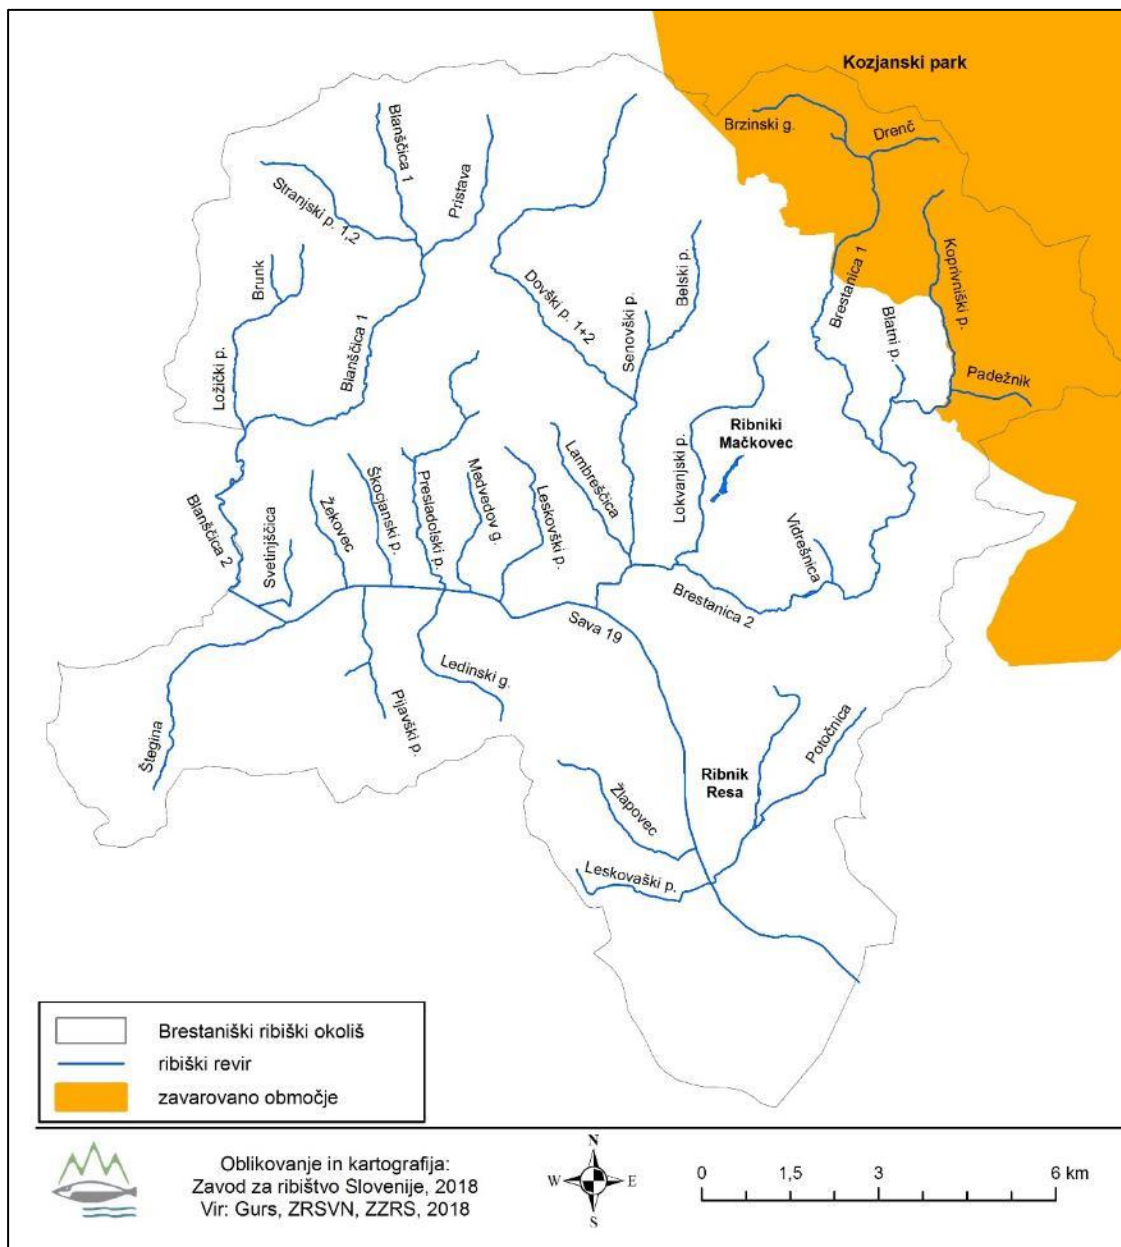 Kozjanski park
Brzinski g.
Drenč
Blanščica 1
Pristava
Stranjski p. 1,2
Brunk
Ložički p.
Blanščica 1
Dovški p. 1+2
Senovški p.
Belski p.
Brestanica 1
Koprivniški p.
Blatni p.
Padežnik
Ribniki
Mačkovec
Lokvanjski p.
Lambreščica
Leskovški p.
Medvedov g.
Presladolski p.
Škocjanski p.
Žekovec
Svetinjščica
Blanščica 2
Vidrešnica
Brestanica 2
Sava 19
Ledinski g.
Pijavški p.
Štegina
Ribnik
Resa
Potočnica
Žlapovec
Leskovaški p.
Brestaniški ribiški okoliš
ribiški revir
zavarovano območje
Oblikovanje in kartografija:
Zavod za ribištvo Slovenije, 2018
Vir: Gurs, ZRSVN, ZZRS, 2018
N
W E
S
0 1,5 3 6 km